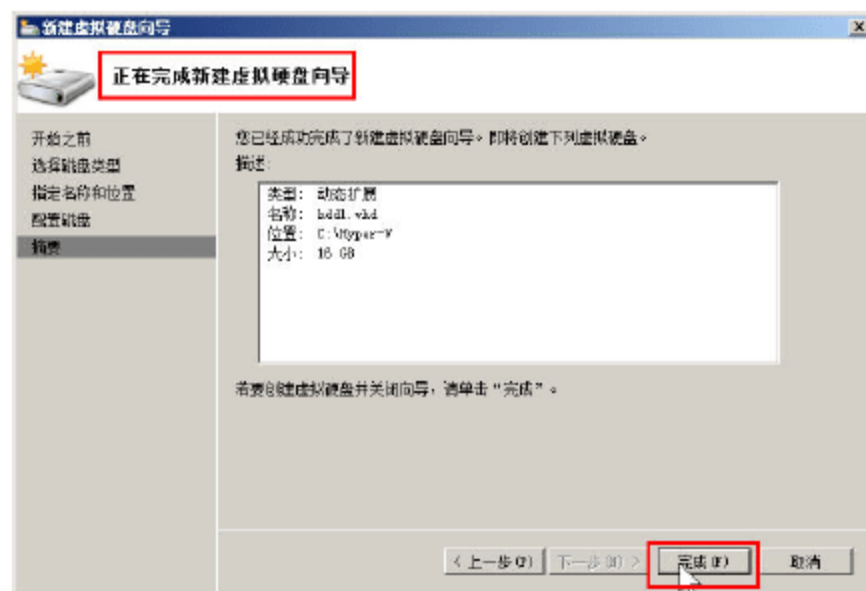 新建虚拟硬盘向导
正在完成新建虚拟硬盘向导
开始之前
选择磁盘类型
指定名称和位置
配置磁盘
摘要
您已经成功完成了新建虚拟硬盘向导。即将创建下列虚拟硬盘。
描述:
类型: 动态扩展
名称: hdd1.vhd
位置: C:\Hyper-V
大小: 16 GB
若要创建虚拟硬盘并关闭向导，请单击“完成”。
< 上一步(P)
下一步(N) >
完成(F)
取消